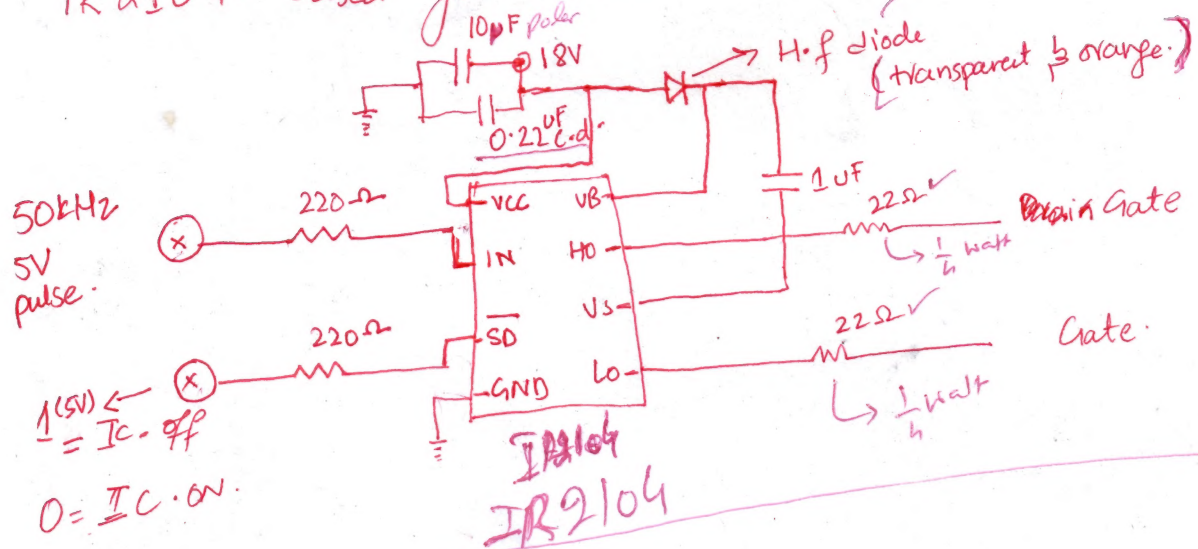 10µF polar
18V
H.f diode
(transparent & orange.)
0.22uF c.d.
50kHz
5V
pulse.
220Ω
VCC
VB
1uF
22Ω ✓
Gate
1/4 watt
IN
HO
VS
220Ω
SD
22Ω ✓
Gate.
LO
1/4 watt
GND
1(5V)
= IC. off
0= IC.ON.
IR2104
IR2104